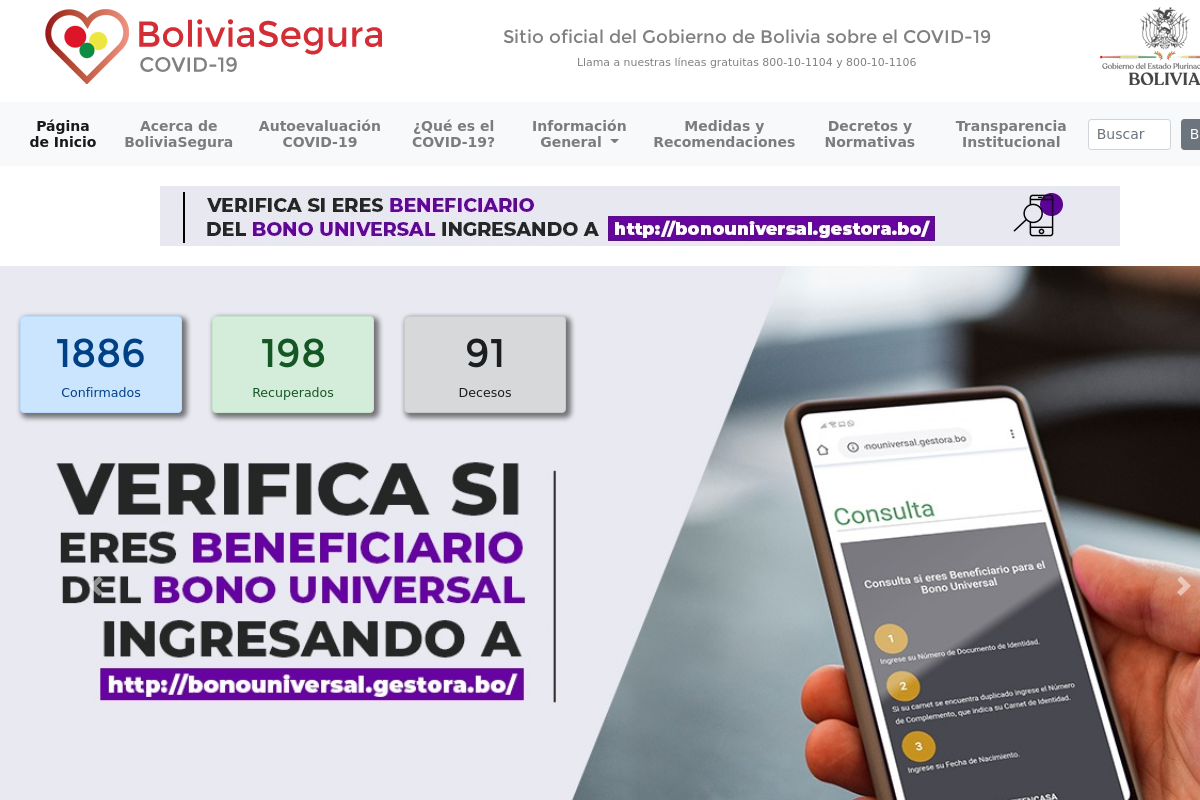 BoliviaSegura
COVID-19
Sitio oficial del Gobierno de Bolivia sobre el COVID-19
Llama a nuestras líneas gratuitas 800-10-1104 y 800-10-1106
Gobierno del Estado Plurinac
BOLIVIA
Página
de Inicio
Acerca de
BoliviaSegura
Autoevaluación
COVID-19
¿Qué es el
COVID-19?
Información
General
Medidas y
Recomendaciones
Decretos y
Normativas
Transparencia
Institucional
Buscar
B
VERIFICA SI ERES BENEFICIARIO
DEL BONO UNIVERSAL INGRESANDO A http://bonouniversal.gestora.bo/
1886
Confirmados
198
Recuperados
91
Decesos
VERIFICA SI
ERES BENEFICIARIO
DEL BONO UNIVERSAL
INGRESANDO A
http://bonouniversal.gestora.bo/
nouniversal.gestora.bo
Consulta
Consulta si eres Beneficiario para el
Bono Universal
1
Ingrese su Número de Documento de Identidad.
2
Si su carnet se encuentra duplicado ingrese el Número
de Complemento, que indica su Carnet de Identidad.
3
Ingrese su Fecha de Nacimiento.